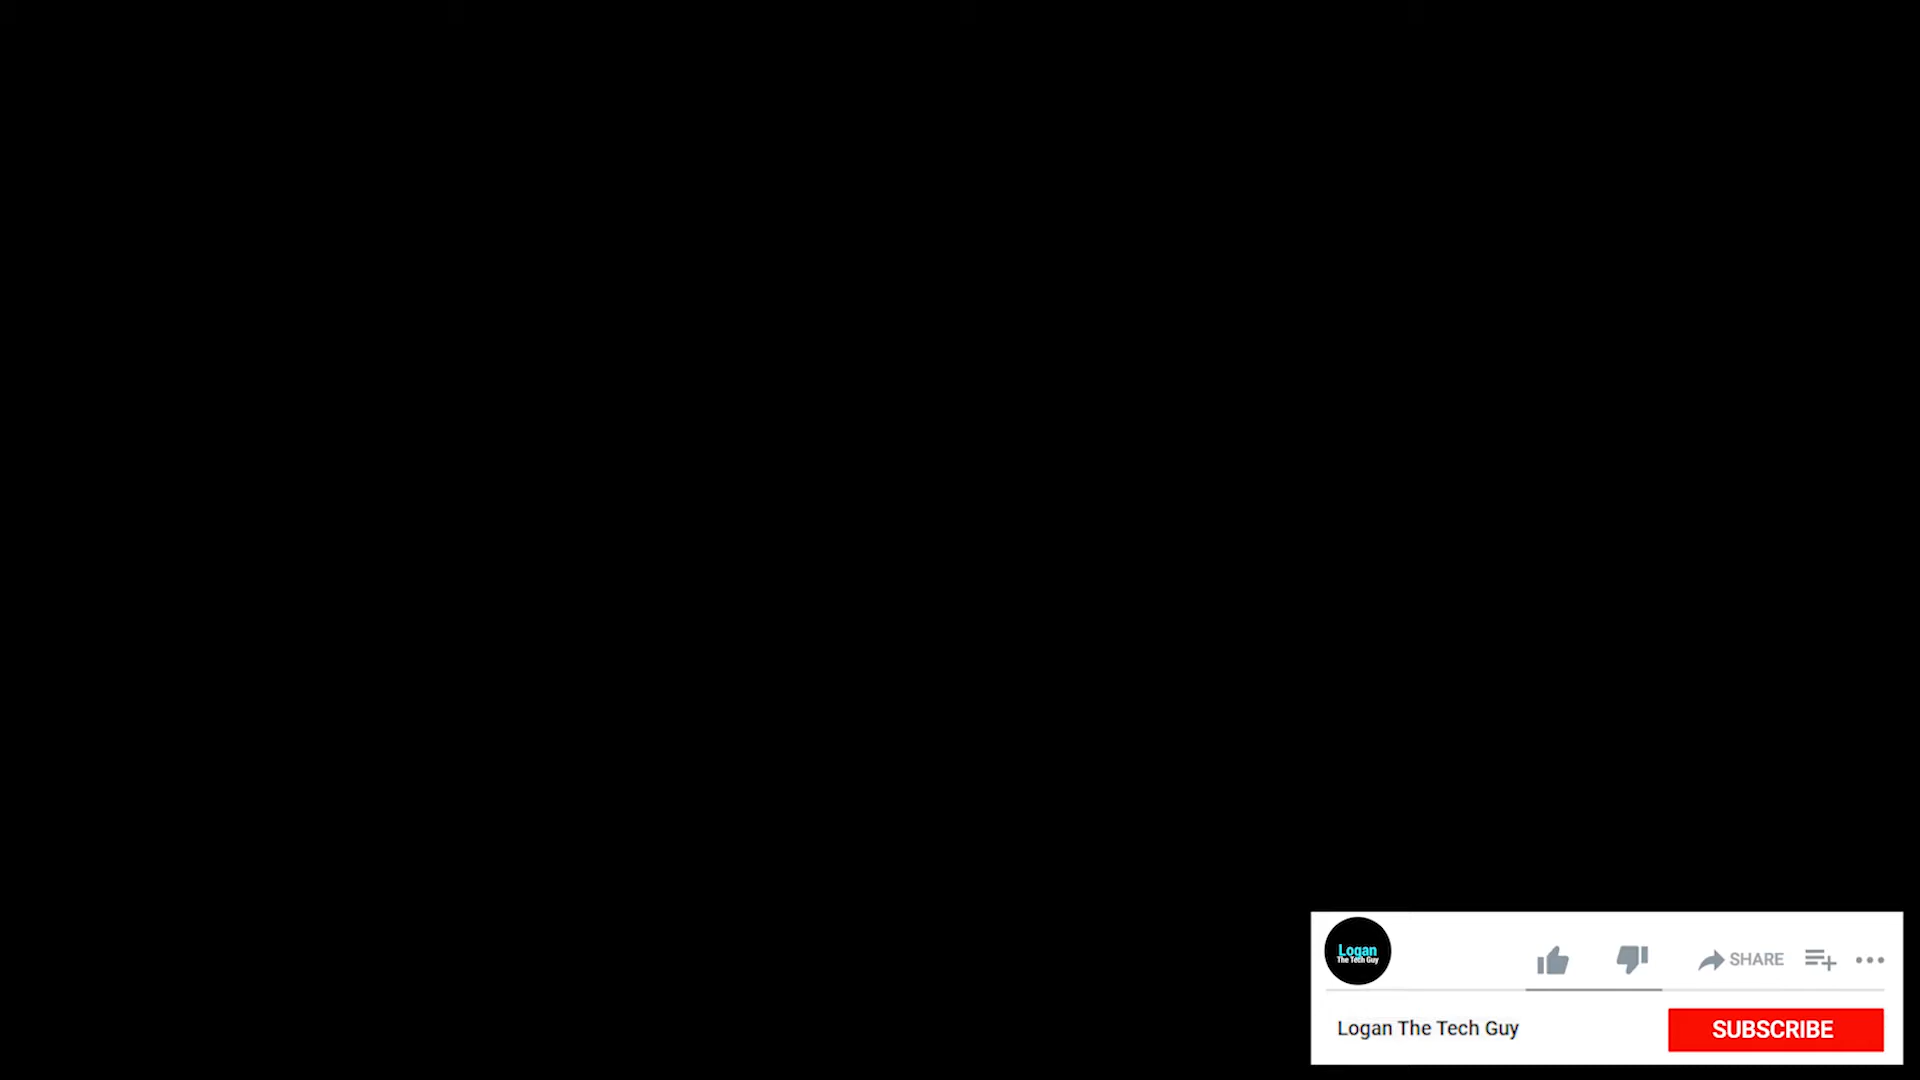 Logan
The Tech Guy
SHARE
Logan The Tech Guy
SUBSCRIBE